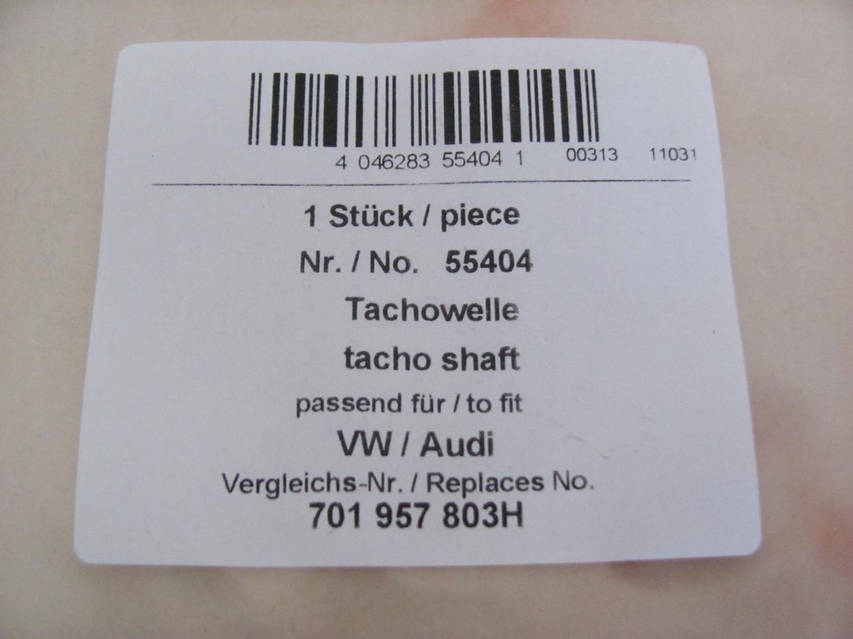 4 046283 55404 1 00313 11031
1 Stück / piece
Nr. / No. 55404
Tachowelle
tacho shaft
passend für / to fit
VW / Audi
Vergleichs-Nr. / Replaces No.
701 957 803H